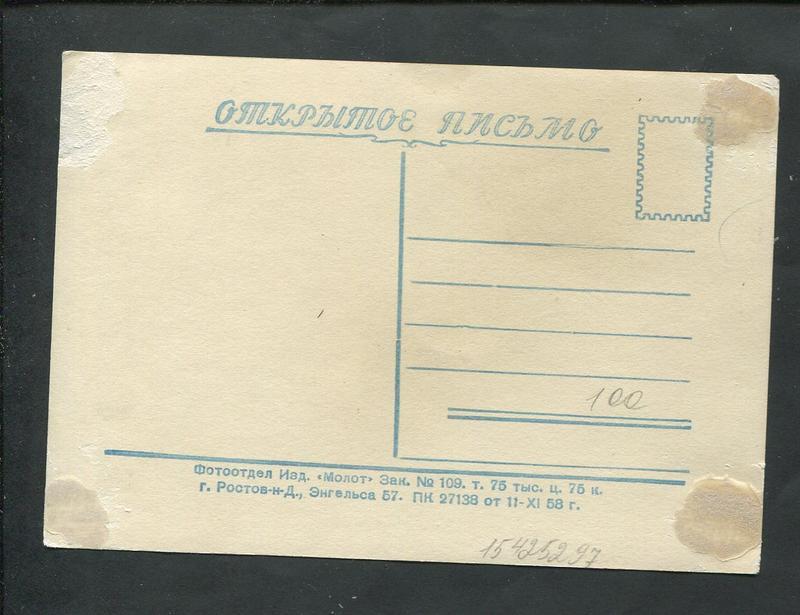 ОТКРЫТОЕ ПИСЬМО
100
Фотоотдел Изд. «Молот» Зак. № 109. т. 75 тыс. ц. 75 к.
г. Ростов-н-Д., Энгельса 57. ПК 27138 от 11-XI 58 г.
15425297